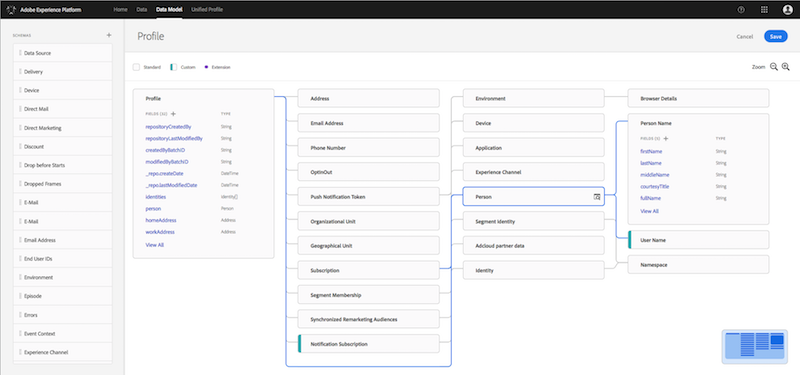 Adobe Experience Platform
Home Data Data Model Unified Profile
Profile
Cancel Save
SCHEMAS +
Data Source
Delivery
Device
Direct Mail
Direct Marketing
Discount
Drop before Starts
Dropped Frames
E-Mail
E-Mail
Email Address
End User IDs
Environment
Episode
Errors
Event Context
Experience Channel
Standard Custom Extension
Zoom
Profile
FIELDS (32) + TYPE
repositoryCreatedBy String
repositoryLastModifiedBy String
createdByBatchID String
modifiedByBatchID String
_repo.createDate DateTime
_repo.lastModifiedDate DateTime
identities Identity[]
person Person
homeAddress Address
workAddress Address
View All
Address
Email Address
Phone Number
OptInOut
Push Notification Token
Organizational Unit
Geographical Unit
Subscription
Segment Membership
Synchronized Remarketing Audiences
Notification Subscription
Environment
Device
Application
Experience Channel
Person
Segment identity
Adcloud partner data
Identity
Browser Details
Person Name
FIELDS + TYPE
firstName String
lastName String
middleName String
courtesyTitle String
fullName String
View All
User Name
Namespace